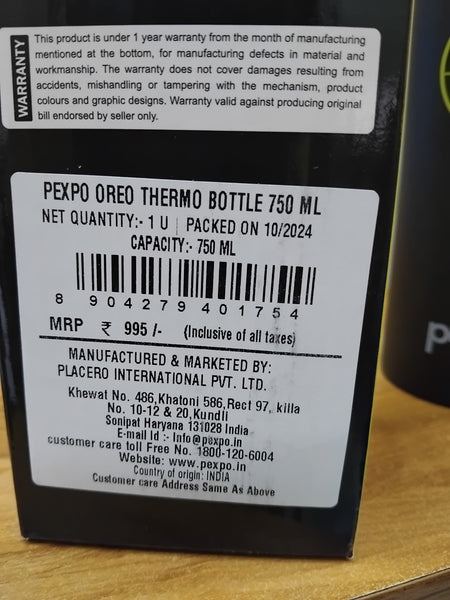 WARRANTY
This product is under 1 year warranty from the month of manufacturing
mentioned at the bottom, for manufacturing defects in material and
workmanship. The warranty does not cover damages resulting from
accidents, mishandling or tampering with the mechanism, product
colours and graphic designs. Warranty valid against producing original
bill endorsed by seller only.
PEXPO OREO THERMO BOTTLE 750 ML
NET QUANTITY:- 1 U | PACKED ON 10/2024
CAPACITY:- 750 ML
8 904279 401754
MRP ₹ 995 /- (Inclusive of all taxes)
MANUFACTURED & MARKETED BY:
PLACERO INTERNATIONAL PVT. LTD.
Khewat No. 486,Khatoni 586,Rect 97, killa
No. 10-12 & 20,Kundli
Sonipat Haryana 131028 India
E-mail Id :- Info@pexpo.in
customer care toll Free No. 1800-120-6004
Website: www.pexpo.in
Country of origin: INDIA
Customer care Address Same As Above
p